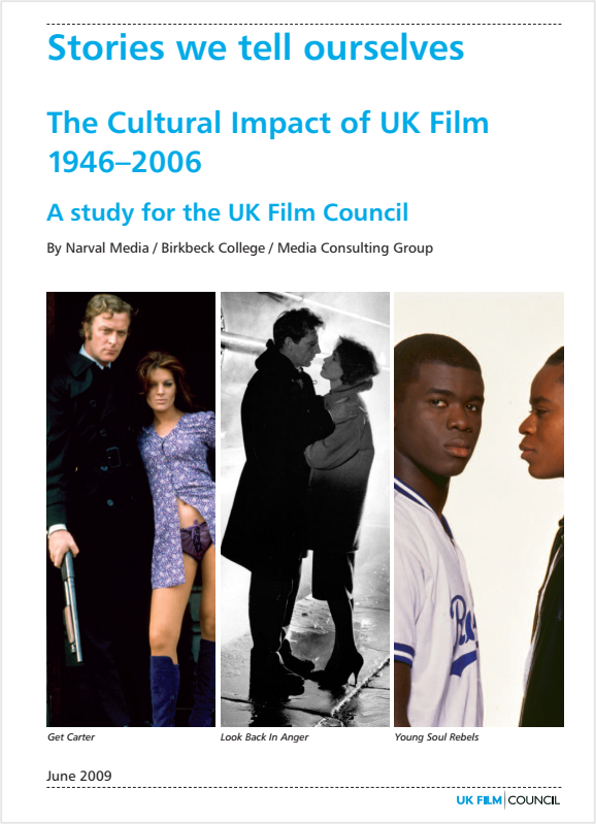 Stories we tell ourselves
The Cultural Impact of UK Film
1946–2006
A study for the UK Film Council
By Narval Media / Birkbeck College / Media Consulting Group
Get Carter
Look Back In Anger
Young Soul Rebels
June 2009
UK FILM COUNCIL